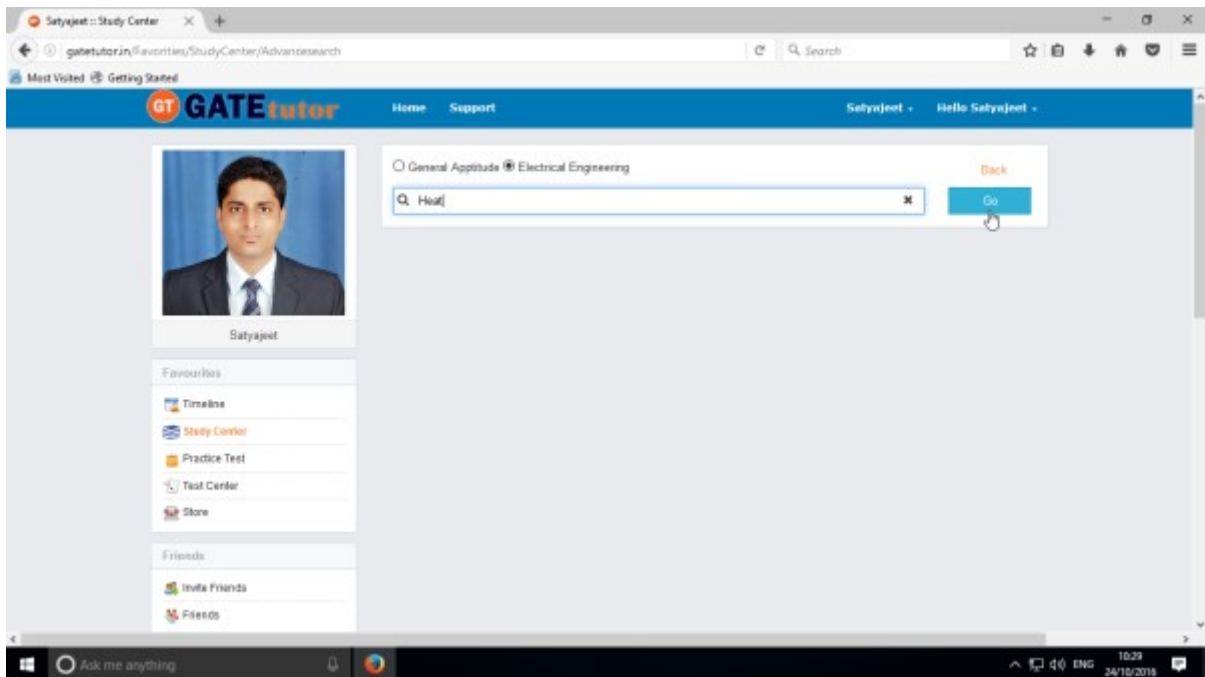 Satyajeet :: Study Center
gatetutor.in/Favorities/StudyCenter/Advancesearch
Search
Most Visited Getting Started
GT GATEtutor Home Support Satyajeet Hello Satyajeet
General Apptitude Electrical Engineering Back
Heat Go
Satyajeet
Favourites
Timeline
Study Center
Practice Test
Test Center
Store
Friends
Invite Friends
Friends
Ask me anything ENG 10:29
24/10/2016